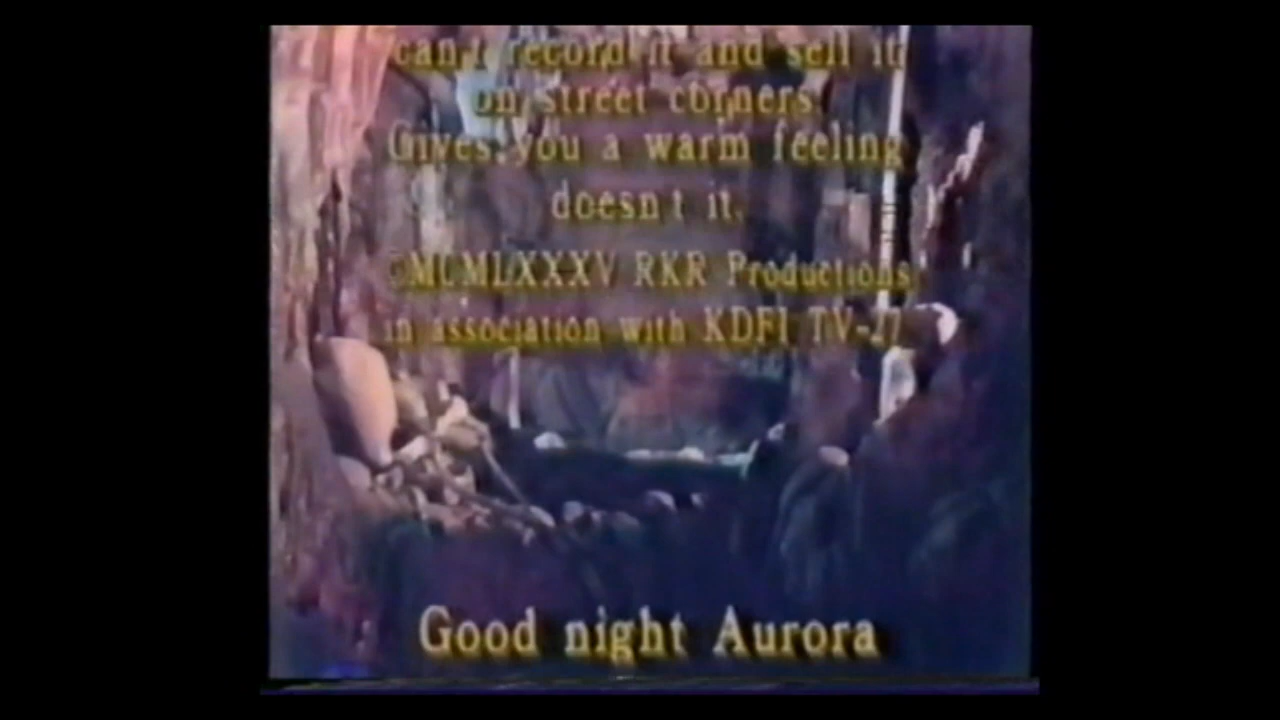 can't record it and sell it
on street corners.
Gives you a warm feeling
doesn't it.
©MCMLXXXV RKR Productions
in association with KDFI TV-27
Good night Aurora